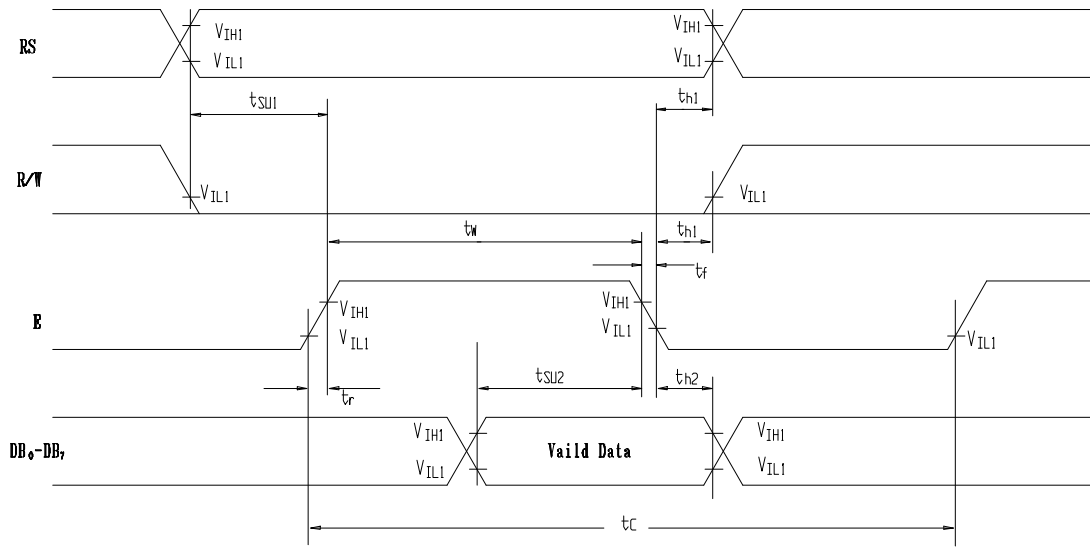 RS
VIH1
VIL1
VIH1
VIL1
tSU1
th1
R/W
VIL1
VIL1
tW
th1
tf
E
VIH1
VIL1
VIH1
VIL1
VIL1
tr
tSU2
th2
DB0-DB7
VIH1
VIL1
Vaild Data
VIH1
VIL1
tC